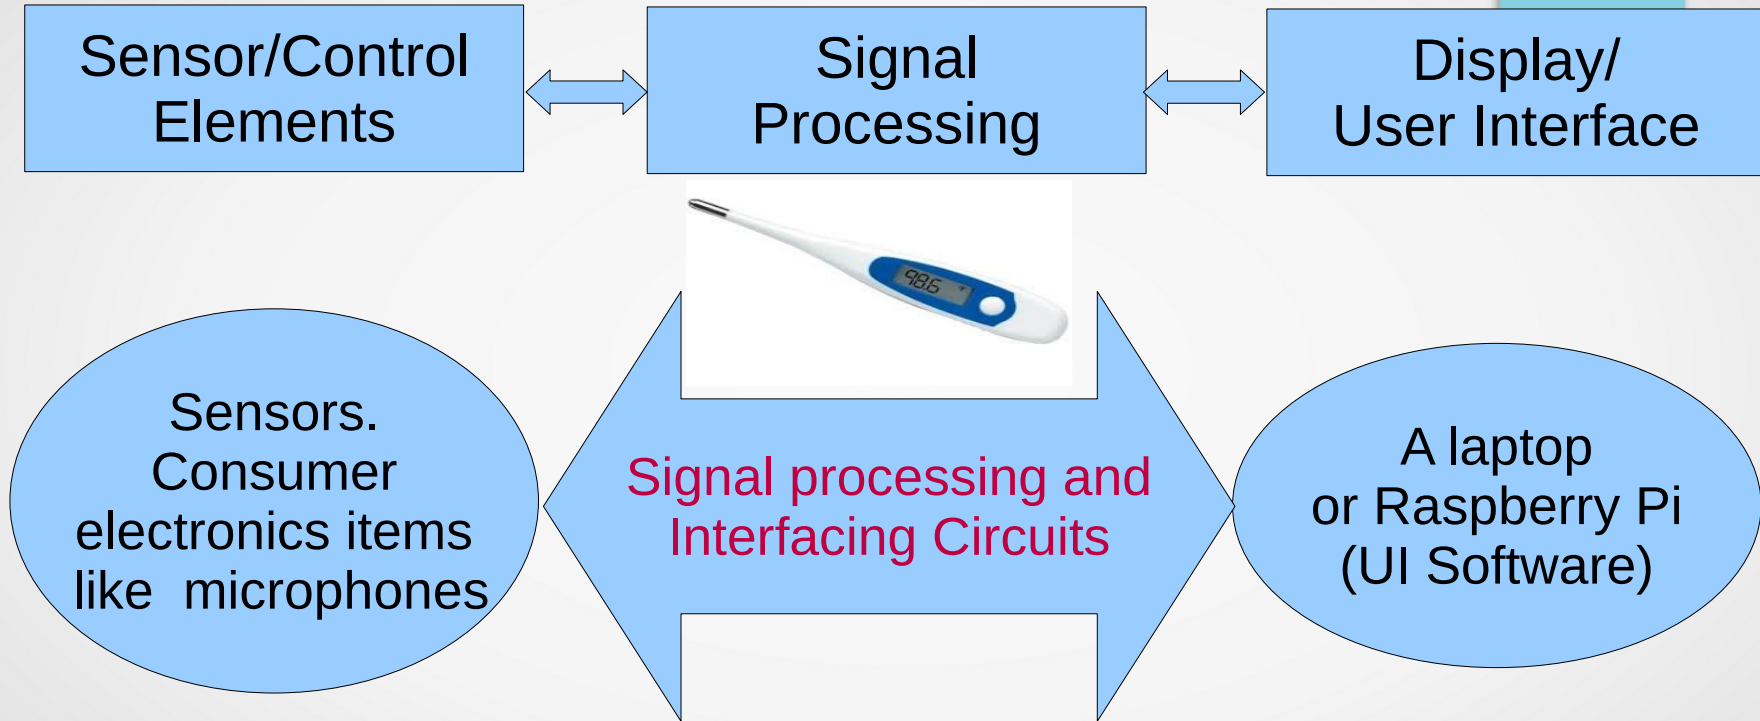 Sensor/Control
Elements
Signal
Processing
Display/
User Interface
98.6
Sensors.
Consumer
electronics items
like microphones
Signal processing and
Interfacing Circuits
A laptop
or Raspberry Pi
(UI Software)